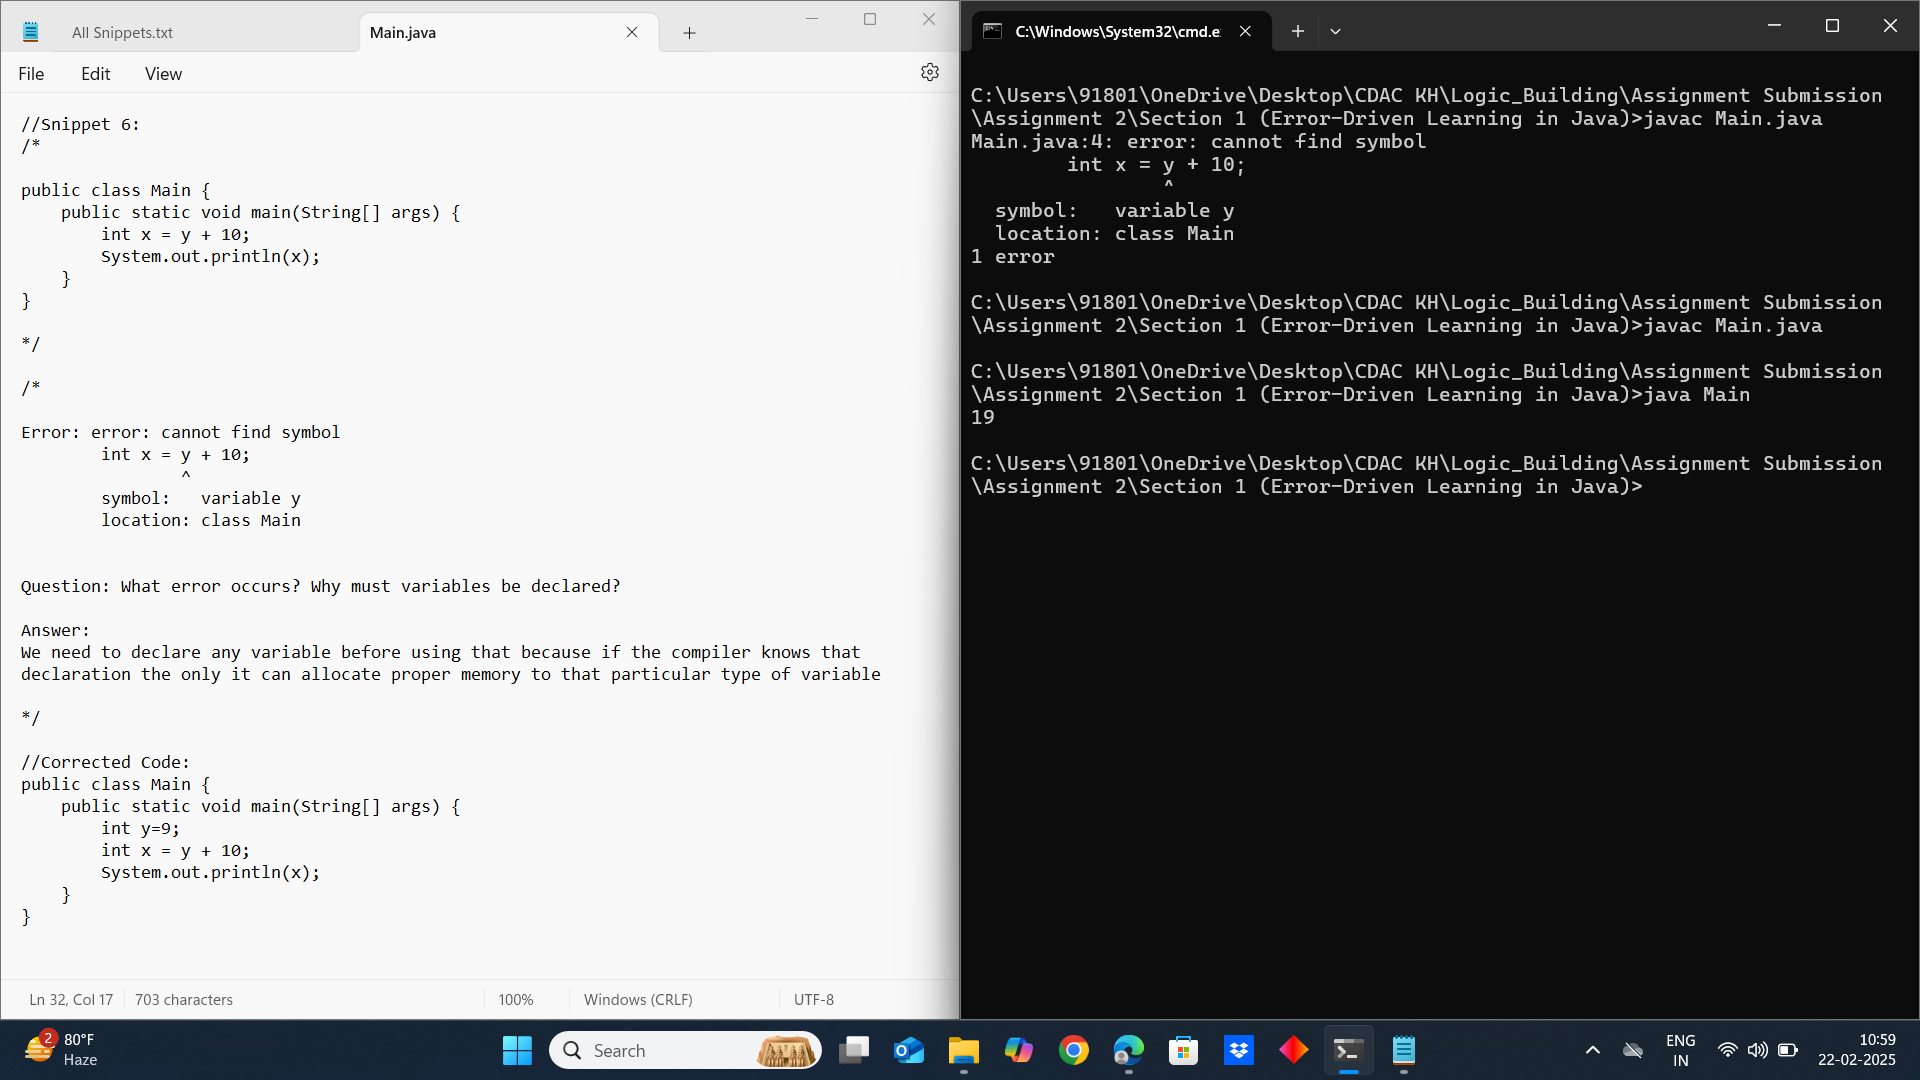 All Snippets.txt
Main.java
File Edit View
//Snippet 6:
/*
public class Main {
public static void main(String[] args) {
int x = y + 10;
System.out.println(x);
}
}
*/
/*
Error: error: cannot find symbol
int x = y + 10;
^
symbol:   variable y
location: class Main
Question: What error occurs? Why must variables be declared?
Answer:
We need to declare any variable before using that because if the compiler knows that
declaration the only it can allocate proper memory to that particular type of variable
*/
//Corrected Code:
public class Main {
public static void main(String[] args) {
int y=9;
int x = y + 10;
System.out.println(x);
}
}
Ln 32, Col 17 703 characters 100% Windows (CRLF) UTF-8
C:\Windows\System32\cmd.e
C:\Users\91801\OneDrive\Desktop\CDAC KH\Logic_Building\Assignment Submission
\Assignment 2\Section 1 (Error-Driven Learning in Java)>javac Main.java
Main.java:4: error: cannot find symbol
int x = y + 10;
^
symbol:   variable y
location: class Main
1 error
C:\Users\91801\OneDrive\Desktop\CDAC KH\Logic_Building\Assignment Submission
\Assignment 2\Section 1 (Error-Driven Learning in Java)>javac Main.java
C:\Users\91801\OneDrive\Desktop\CDAC KH\Logic_Building\Assignment Submission
\Assignment 2\Section 1 (Error-Driven Learning in Java)>java Main
19
C:\Users\91801\OneDrive\Desktop\CDAC KH\Logic_Building\Assignment Submission
\Assignment 2\Section 1 (Error-Driven Learning in Java)>
2
80°F
Haze
Search
ENG
IN
10:59
22-02-2025